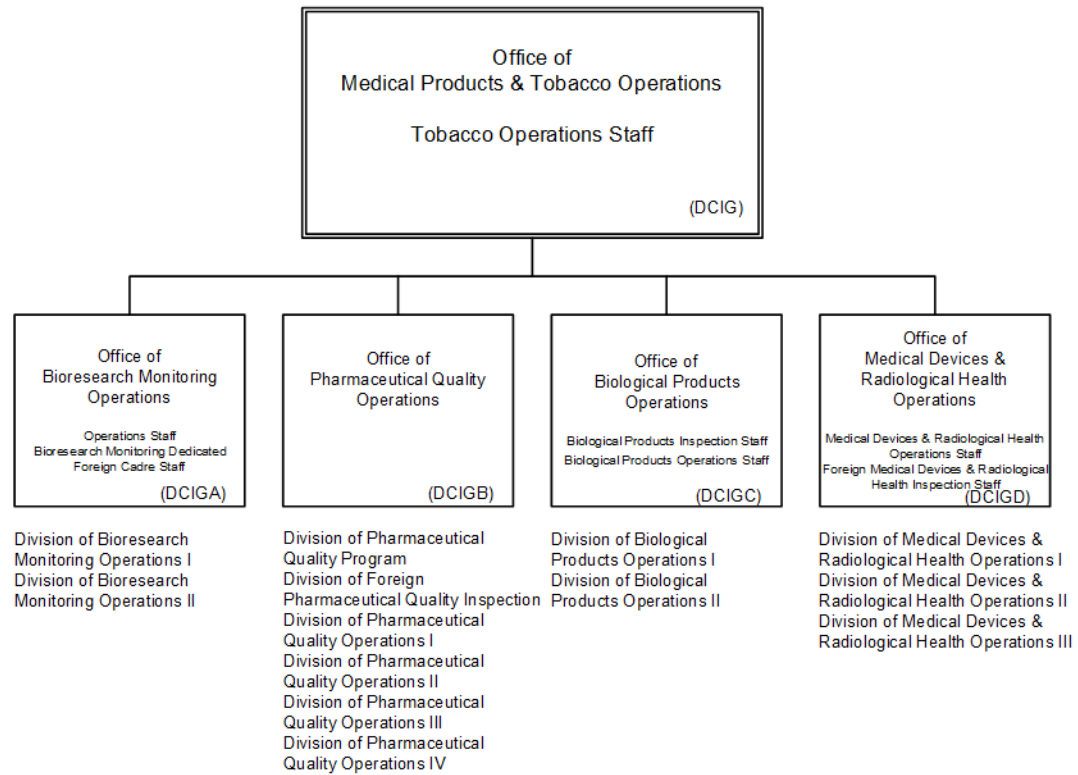 Office of
Medical Products & Tobacco Operations
Tobacco Operations Staff
(DCIG)
Office of
Bioresearch Monitoring
Operations
Operations Staff
Bioresearch Monitoring Dedicated
Foreign Cadre Staff
(DCIGA)
Office of
Pharmaceutical Quality
Operations
(DCIGB)
Office of
Biological Products
Operations
Biological Products Inspection Staff
Biological Products Operations Staff
(DCIGC)
Office of
Medical Devices &
Radiological Health
Operations
Medical Devices & Radiological Health
Operations Staff
Foreign Medical Devices & Radiological
Health Inspection Staff
(DCIGD)
Division of Bioresearch
Monitoring Operations I
Division of Bioresearch
Monitoring Operations II
Division of Pharmaceutical
Quality Program
Division of Foreign
Pharmaceutical Quality Inspection
Division of Pharmaceutical
Quality Operations I
Division of Pharmaceutical
Quality Operations II
Division of Pharmaceutical
Quality Operations III
Division of Pharmaceutical
Quality Operations IV
Division of Biological
Products Operations I
Division of Biological
Products Operations II
Division of Medical Devices &
Radiological Health Operations I
Division of Medical Devices &
Radiological Health Operations II
Division of Medical Devices &
Radiological Health Operations III